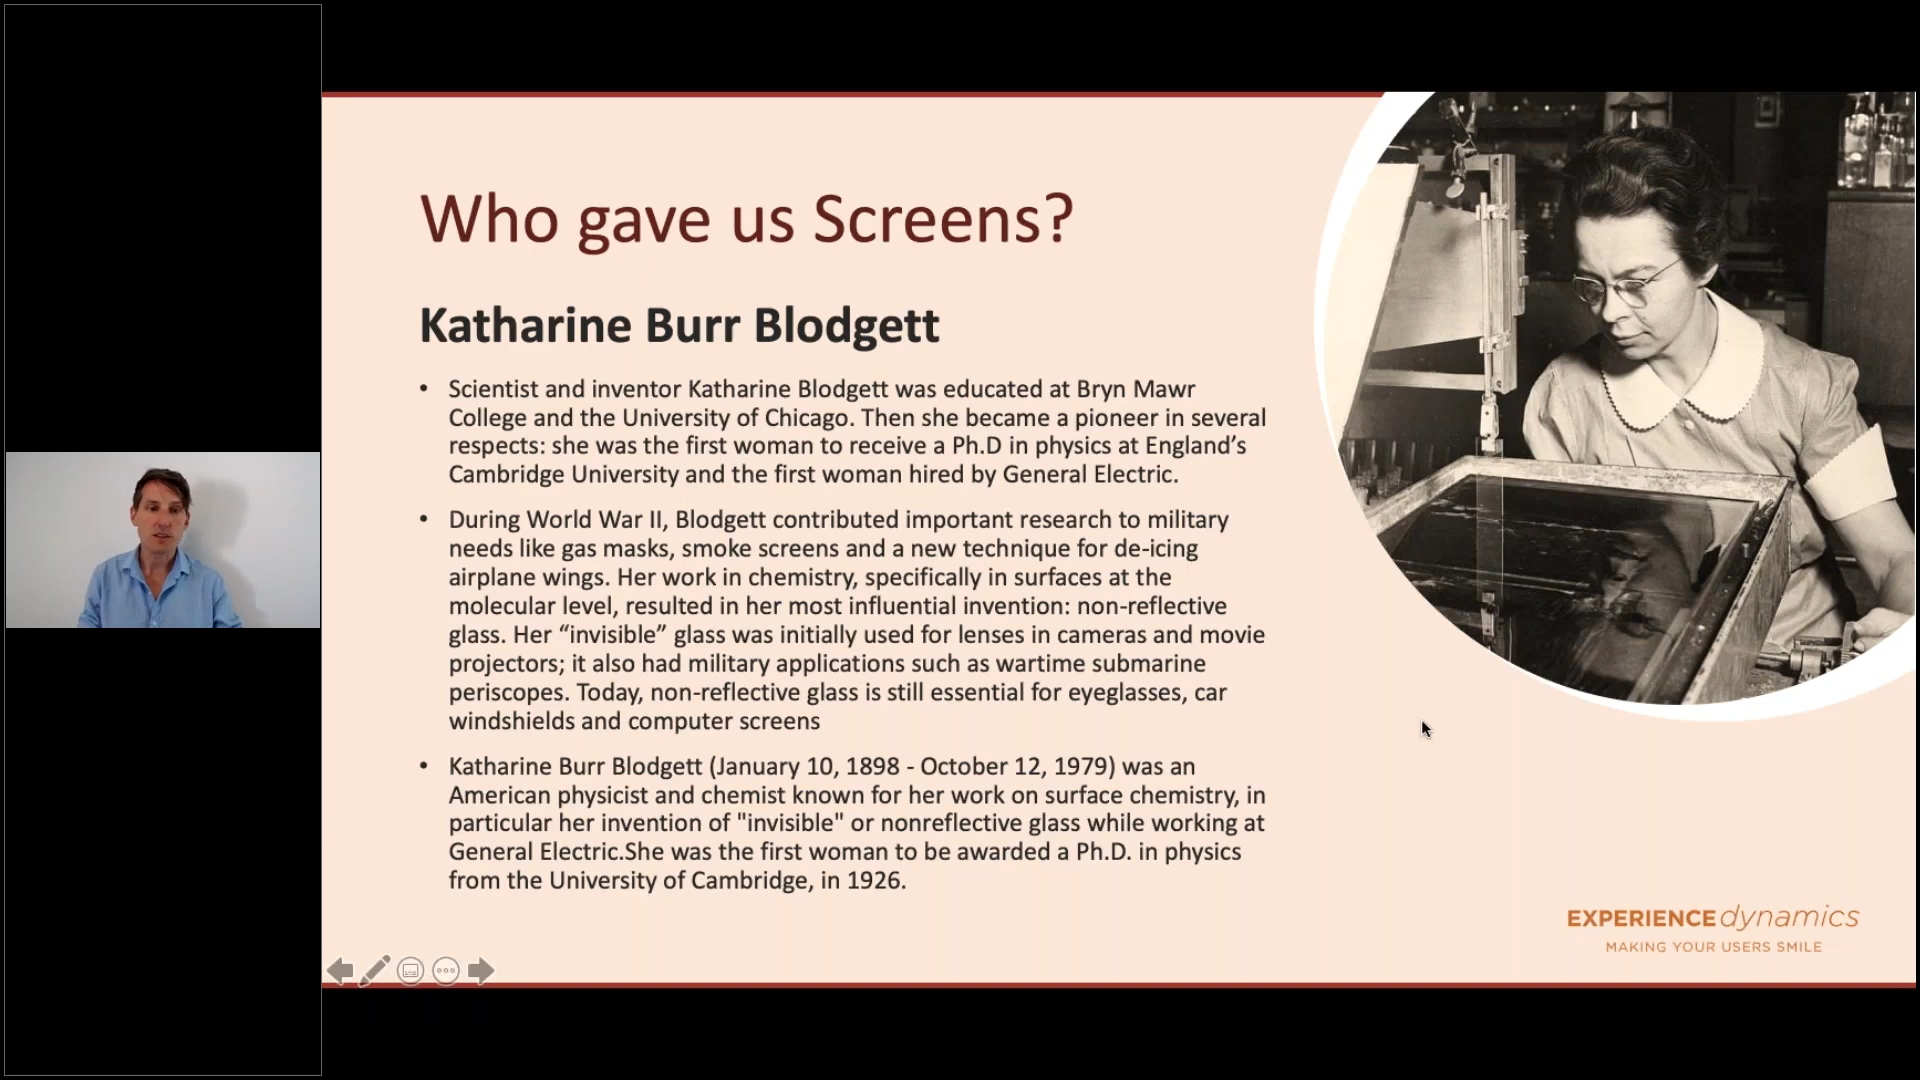 Who gave us Screens?
Katharine Burr Blodgett
• Scientist and inventor Katharine Blodgett was educated at Bryn Mawr
College and the University of Chicago. Then she became a pioneer in several
respects: she was the first woman to receive a Ph.D in physics at England’s
Cambridge University and the first woman hired by General Electric.
• During World War II, Blodgett contributed important research to military
needs like gas masks, smoke screens and a new technique for de-icing
airplane wings. Her work in chemistry, specifically in surfaces at the
molecular level, resulted in her most influential invention: non-reflective
glass. Her “invisible” glass was initially used for lenses in cameras and movie
projectors; it also had military applications such as wartime submarine
periscopes. Today, non-reflective glass is still essential for eyeglasses, car
windshields and computer screens
• Katharine Burr Blodgett (January 10, 1898 - October 12, 1979) was an
American physicist and chemist known for her work on surface chemistry, in
particular her invention of "invisible" or nonreflective glass while working at
General Electric.She was the first woman to be awarded a Ph.D. in physics
from the University of Cambridge, in 1926.
EXPERIENCE dynamics
MAKING YOUR USERS SMILE